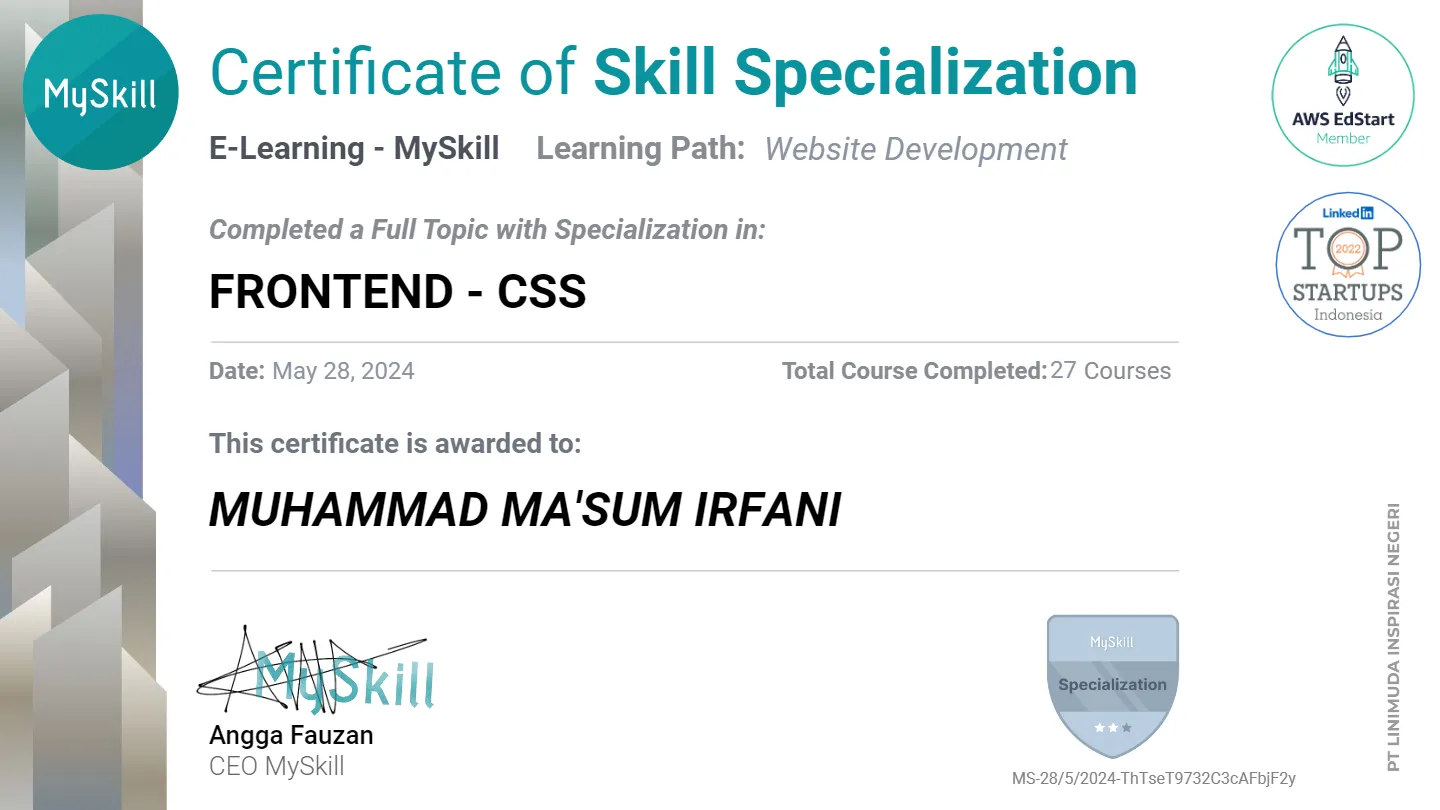 MySkill
Certificate of Skill Specialization
E-Learning - MySkill Learning Path: Website Development
Completed a Full Topic with Specialization in:
FRONTEND - CSS
Date: May 28, 2024 Total Course Completed: 27 Courses
This certificate is awarded to:
MUHAMMAD MA'SUM IRFANI
MySkill
Angga Fauzan
CEO MySkill
MySkill
Specialization
MS-28/5/2024-ThTseT9732C3cAFbjF2y
AWS EdStart
Member
Linked in
2022
TOP
STARTUPS
Indonesia
PT LINIMUDA INSPIRASI NEGERI